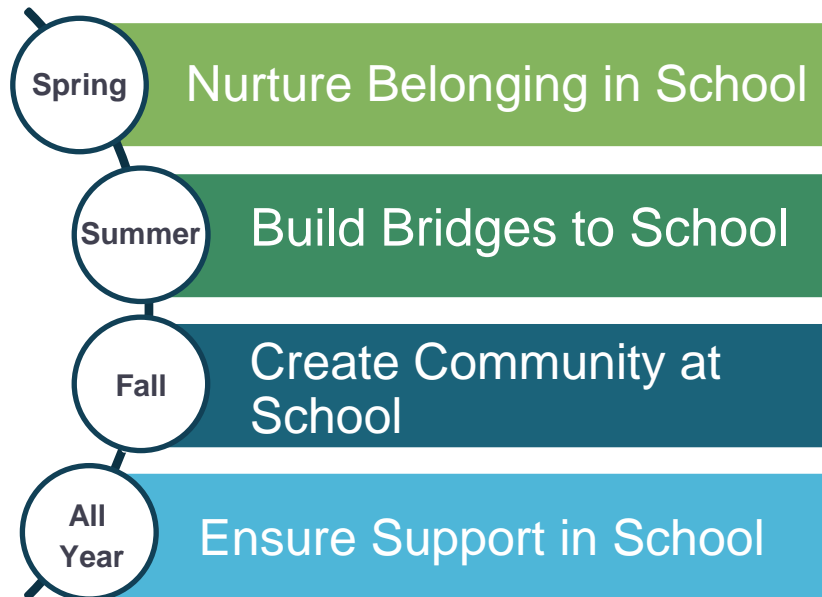 Spring
Nurture Belonging in School
Summer
Build Bridges to School
Fall
Create Community at
School
All
Year
Ensure Support in School